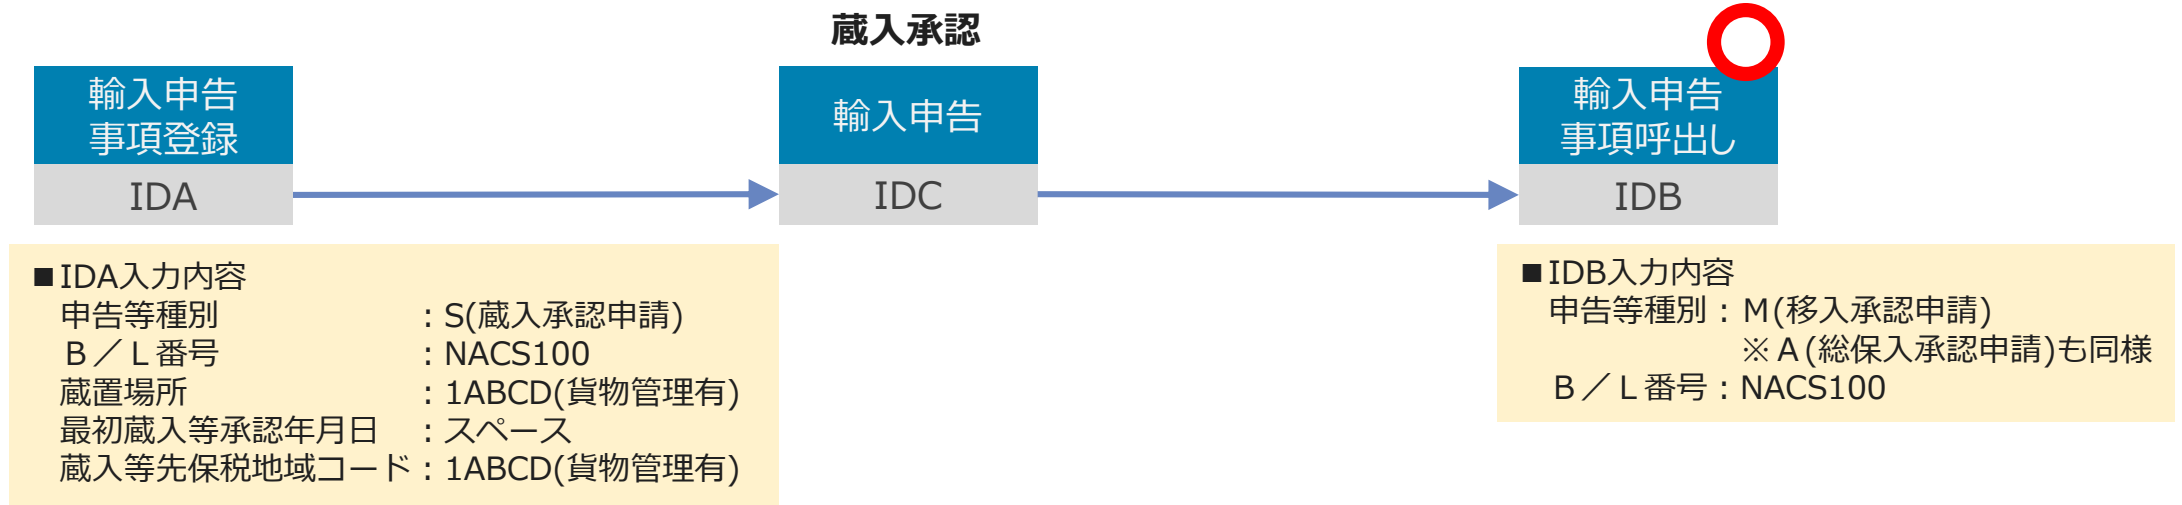 蔵入承認
輸入申告
事項登録
IDA
輸入申告
IDC
輸入申告
事項呼出し
IDB
■IDA入力内容
申告等種別 : S(蔵入承認申請)
Ｂ／Ｌ番号 : NACS100
蔵置場所 : 1ABCD(貨物管理有)
最初蔵入等承認年月日 : スペース
蔵入等先保税地域コード : 1ABCD(貨物管理有)
■IDB入力内容
申告等種別 : Ｍ(移入承認申請)
※Ａ(総保入承認申請)も同様
Ｂ／Ｌ番号 : NACS100